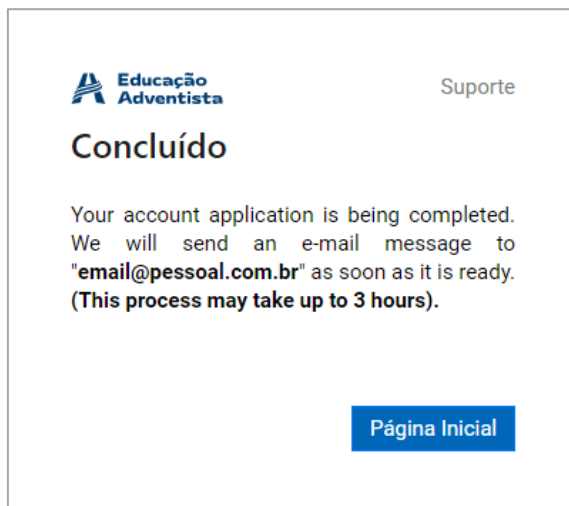 Educação
Adventista
Suporte
Concluído
Your account application is being completed.
We will send an e-mail message to
"email@pessoal.com.br" as soon as it is ready.
(This process may take up to 3 hours).
Página Inicial